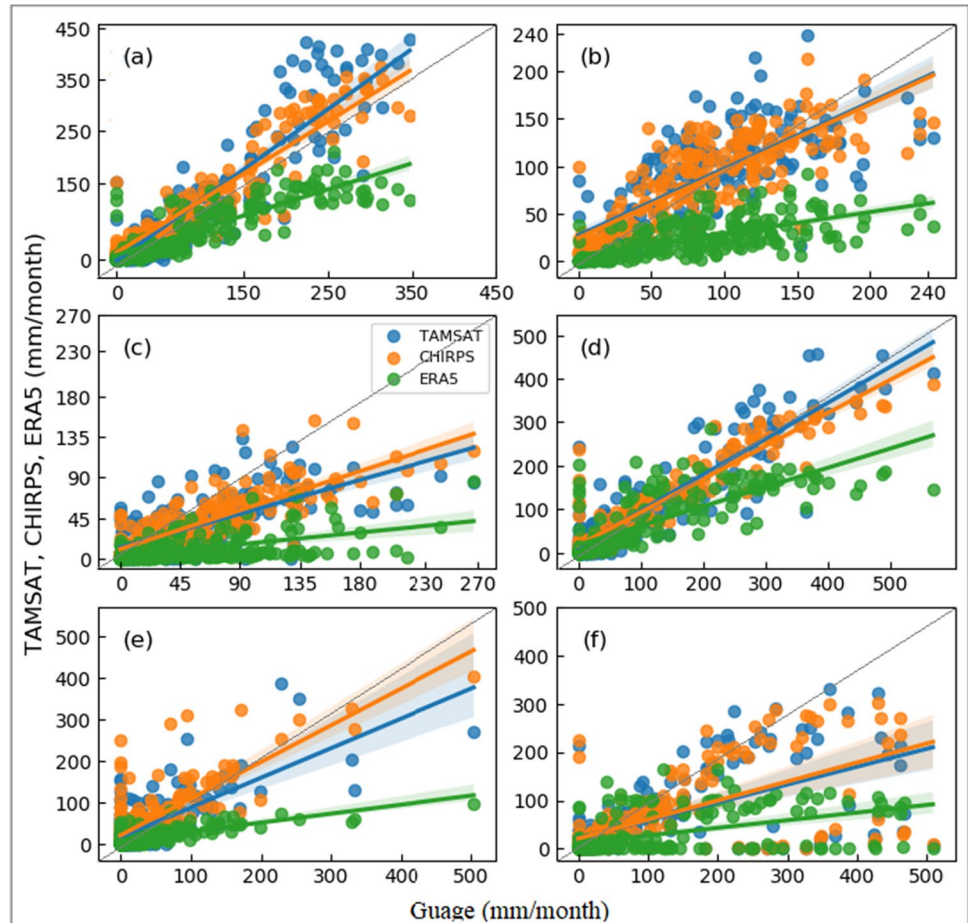 TAMSAT, CHIRPS, ERA5 (mm/month)
(a)
450
350
250
150
0
0 150 250 350 450
(b)
240
200
150
100
50
0
0 50 100 150 200 240
(c)
TAMSAT
CHIRPS
ERA5
270
230
180
135
90
45
0
0 45 90 135 180 230 270
(d)
500
400
300
200
100
0
0 100 200 300 400 500
(e)
500
400
300
200
100
0
0 100 200 300 400 500
(f)
500
400
300
200
100
0
0 100 200 300 400 500
Guage (mm/month)